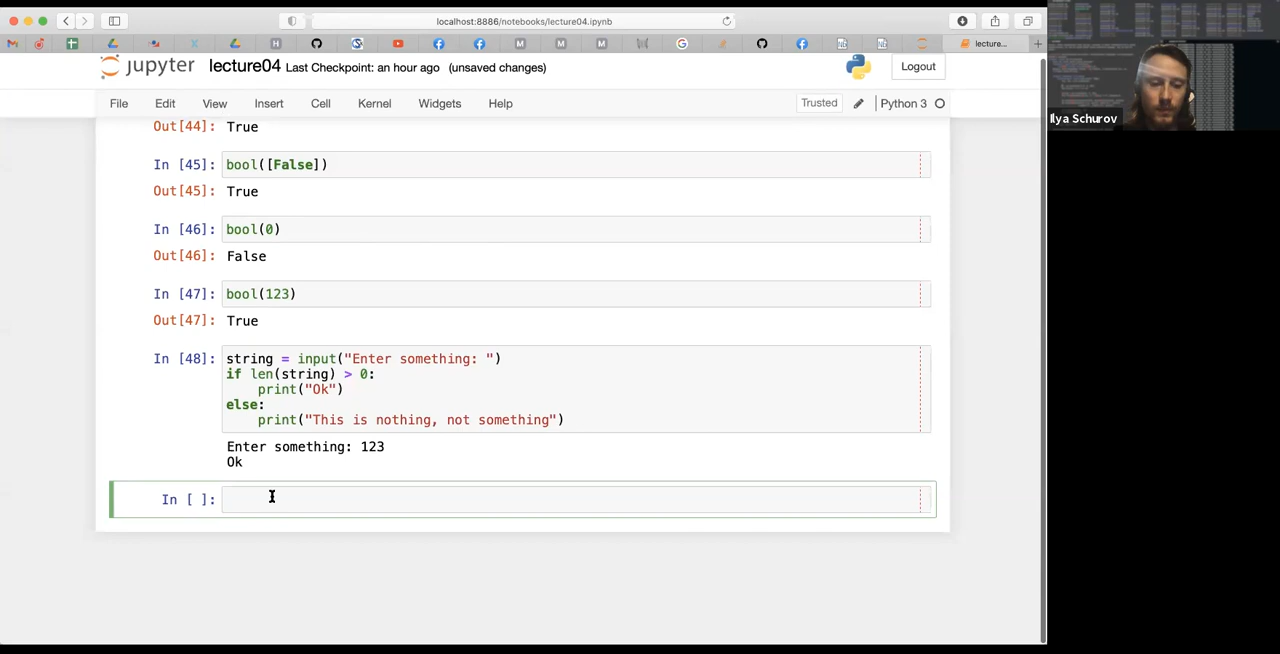 localhost:8886/notebooks/lecture04.ipynb
lecture...
jupyter lecture04 Last Checkpoint: an hour ago (unsaved changes)
Logout
File Edit View Insert Cell Kernel Widgets Help
Trusted Python 3
Out[44]: True
In [45]: bool([False])
Out[45]: True
In [46]: bool(0)
Out[46]: False
In [47]: bool(123)
Out[47]: True
In [48]: string = input("Enter something: ")
if len(string) > 0:
print("Ok")
else:
print("This is nothing, not something")
Enter something: 123
Ok
In [ ]:
Ilya Schurov